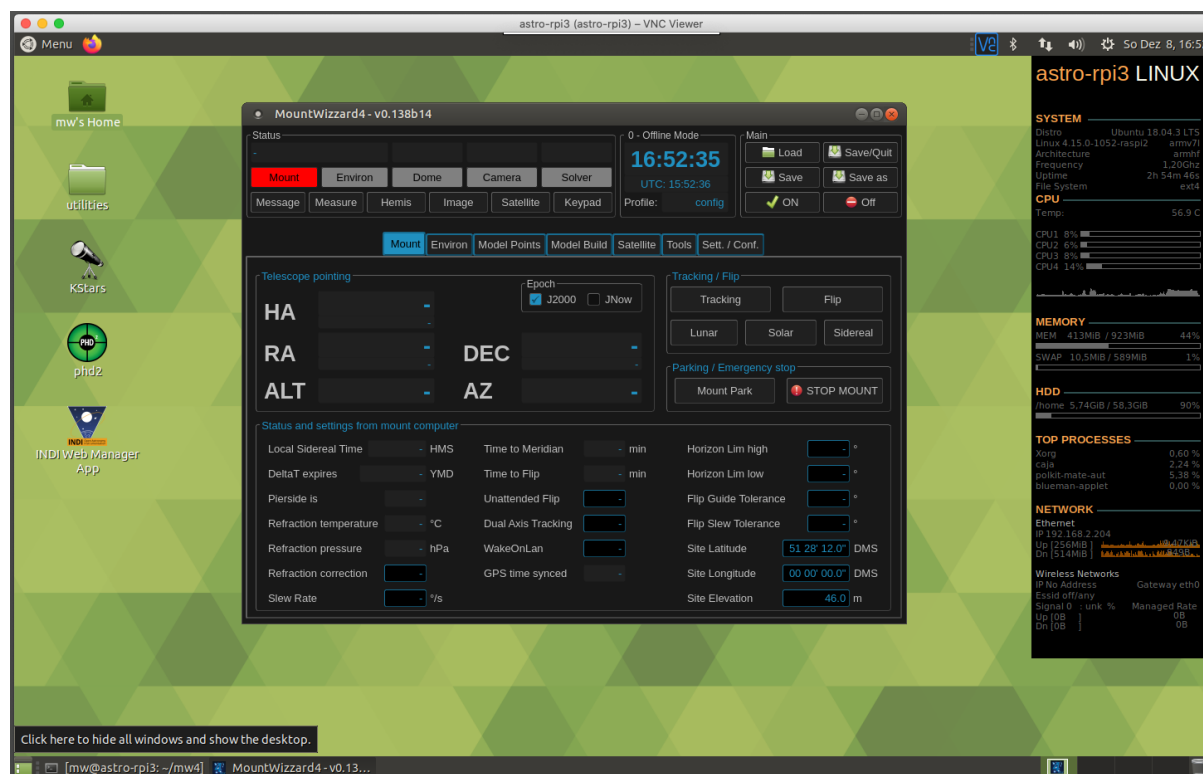 astro-rpi3 (astro-rpi3) – VNC Viewer
Menu
So Dez 8, 16:5
mw's Home
utilities
KStars
PHD
phd2
INDI
INDI Web Manager App
MountWizzard4 - v0.138b14
Status
-
Mount Environ Dome Camera Solver
Message Measure Hemis Image Satellite Keypad
0 - Offline Mode
16:52:35
UTC: 15:52:36
Profile: config
Main
Load Save/Quit
Save Save as
ON Off
Mount Environ Model Points Model Build Satellite Tools Sett. / Conf.
Telescope pointing
Epoch
J2000 JNow
HA - -
RA - - DEC - -
ALT - AZ -
Tracking / Flip
Tracking Flip
Lunar Solar Sidereal
Parking / Emergency stop
Mount Park STOP MOUNT
Status and settings from mount computer
Local Sidereal Time - HMS Time to Meridian - min Horizon Lim high - °
DeltaT expires - YMD Time to Flip - min Horizon Lim low - °
Pierside is - Unattended Flip - Flip Guide Tolerance - °
Refraction temperature - °C Dual Axis Tracking - Flip Slew Tolerance - °
Refraction pressure - hPa WakeOnLan - Site Latitude 51 28' 12.0" DMS
Refraction correction - GPS time synced - Site Longitude 00 00' 00.0" DMS
Slew Rate - °/s Site Elevation 46.0 m
astro-rpi3 LINUX
SYSTEM
Distro Ubuntu 18.04.3 LTS
Linux 4.15.0-1052-raspi2 armv7l
Architecture armhf
Frequency 1,20Ghz
Uptime 2h 54m 46s
File System ext4
CPU
Temp: 56.9 C
CPU1 8%
CPU2 6%
CPU3 8%
CPU4 14%
MEMORY
MEM 413MiB / 923MiB 44%
SWAP 10,5MiB / 589MiB 1%
HDD
/home 5,74GiB / 58,3GiB 90%
TOP PROCESSES
Xorg 0,60 %
caja 2,24 %
polkit-mate-aut 5,38 %
blueman-applet 0,00 %
NETWORK
Ethernet
IP 192.168.2.204
Up [256MiB ]
Dn [514MiB ]
Wireless Networks
IP No Address Gateway eth0
Essid off/any
Signal 0 : unk % Managed Rate
Up [0B ] 0B
Dn [0B ] 0B
Click here to hide all windows and show the desktop.
[mw@astro-rpi3: ~/mw4] MountWizzard4 - v0.13...